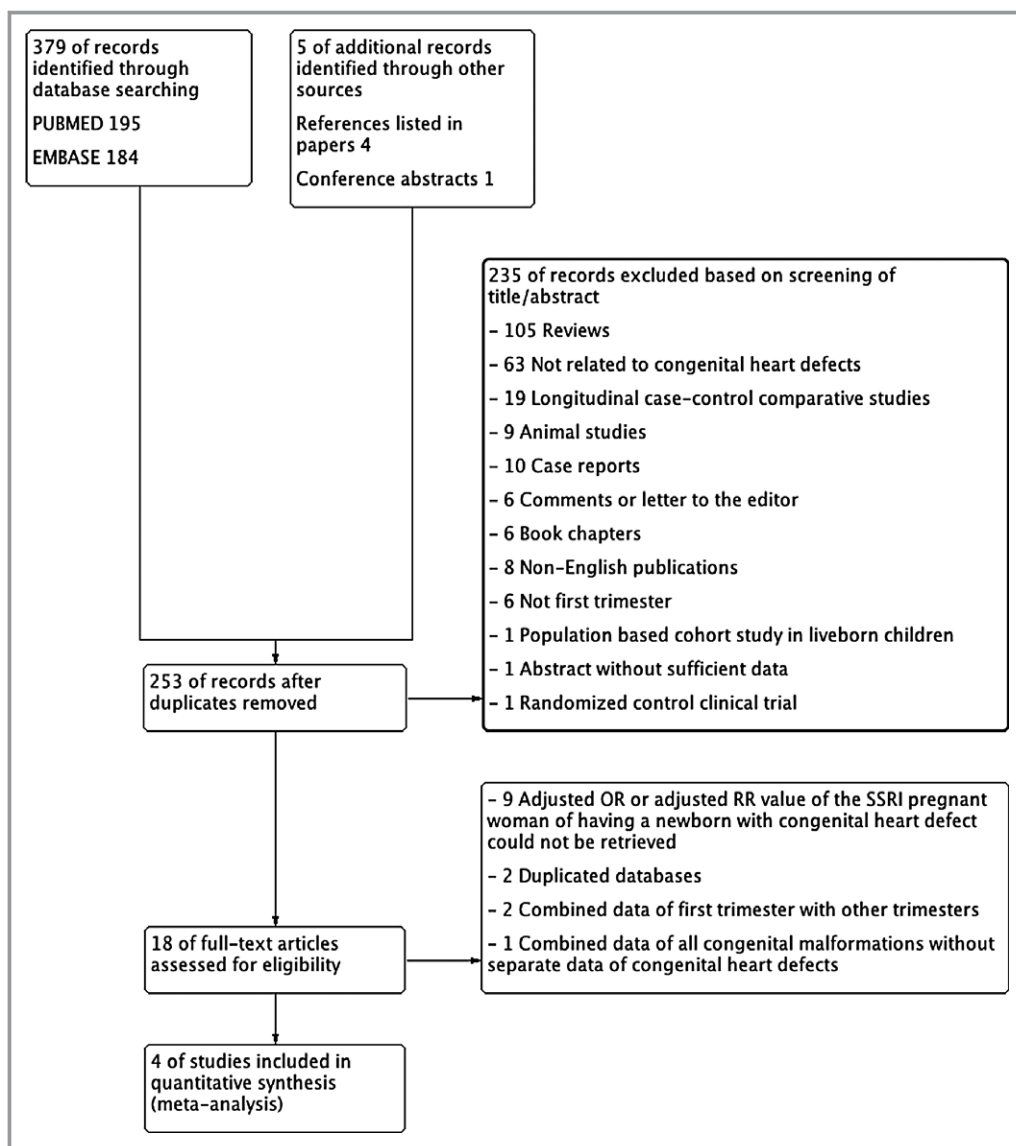 379 of records
identified through
database searching
PUBMED 195
EMBASE 184
5 of additional records
identified through other
sources
References listed in
papers 4
Conference abstracts 1
235 of records excluded based on screening of
title/abstract
– 105 Reviews
– 63 Not related to congenital heart defects
– 19 Longitudinal case–control comparative studies
– 9 Animal studies
– 10 Case reports
– 6 Comments or letter to the editor
– 6 Book chapters
– 8 Non–English publications
– 6 Not first trimester
– 1 Population based cohort study in liveborn children
– 1 Abstract without sufficient data
– 1 Randomized control clinical trial
253 of records after
duplicates removed
– 9 Adjusted OR or adjusted RR value of the SSRI pregnant
woman of having a newborn with congenital heart defect
could not be retrieved
– 2 Duplicated databases
– 2 Combined data of first trimester with other trimesters
– 1 Combined data of all congenital malformations without
separate data of congenital heart defects
18 of full–text articles
assessed for eligibility
4 of studies included in
quantitative synthesis
(meta–analysis)